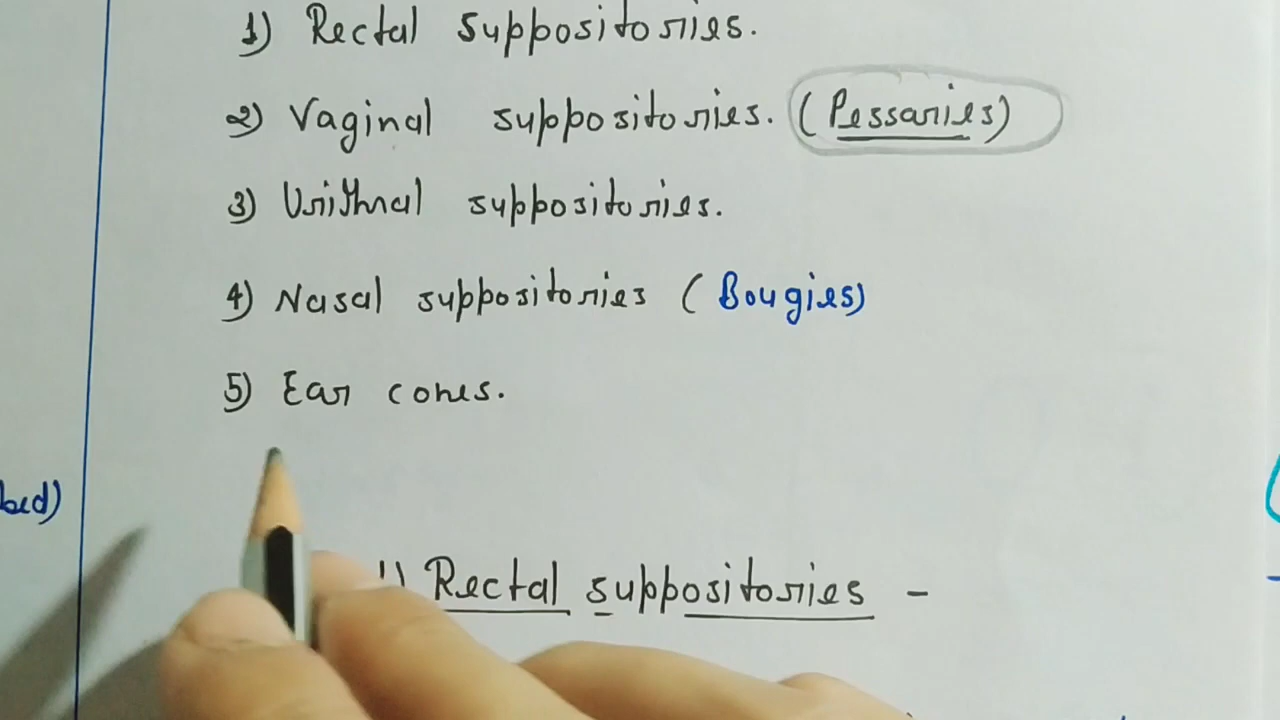 1) Rectal suppositories.
2) Vaginal suppositories. (Pessaries)
3) Urithral suppositories.
4) Nasal suppositories (Bougies)
5) Ear cones.
1) Rectal suppositories -